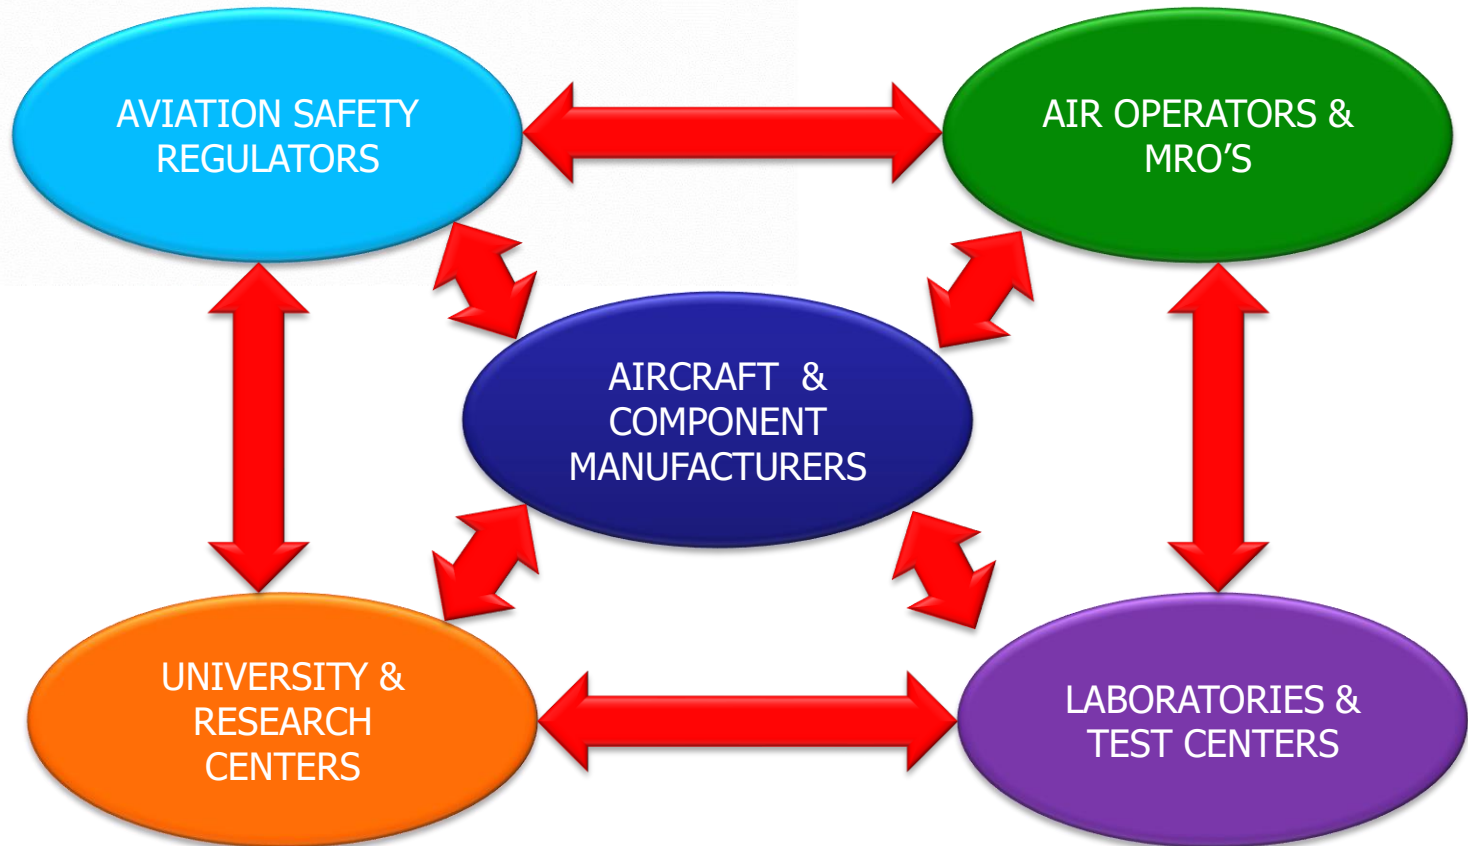 AVIATION SAFETY
REGULATORS
AIR OPERATORS &
MRO’S
AIRCRAFT &
COMPONENT
MANUFACTURERS
UNIVERSITY &
RESEARCH
CENTERS
LABORATORIES &
TEST CENTERS